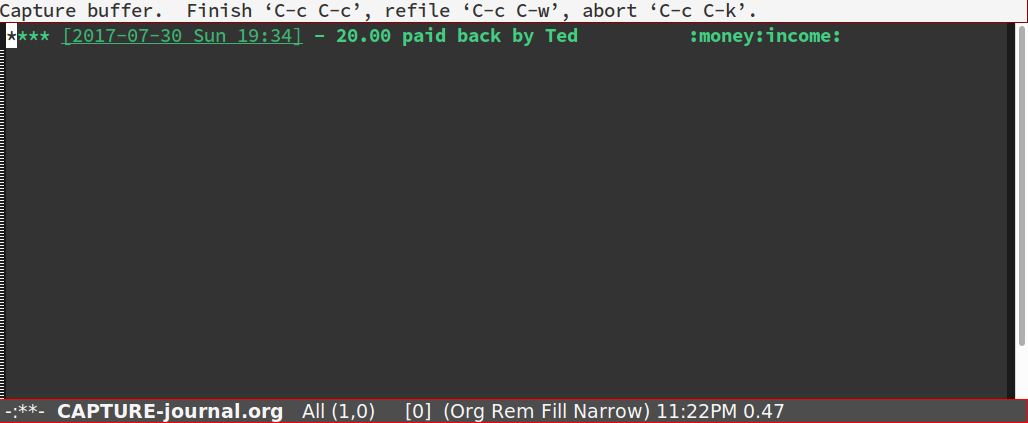 Capture buffer.  Finish ‘C-c C-c’, refile ‘C-c C-w’, abort ‘C-c C-k’.
**** [2017-07-30 Sun 19:34] - 20.00 paid back by Ted          :money:income:
-:**-  CAPTURE-journal.org   All (1,0)     [0]  (Org Rem Fill Narrow) 11:22PM 0.47